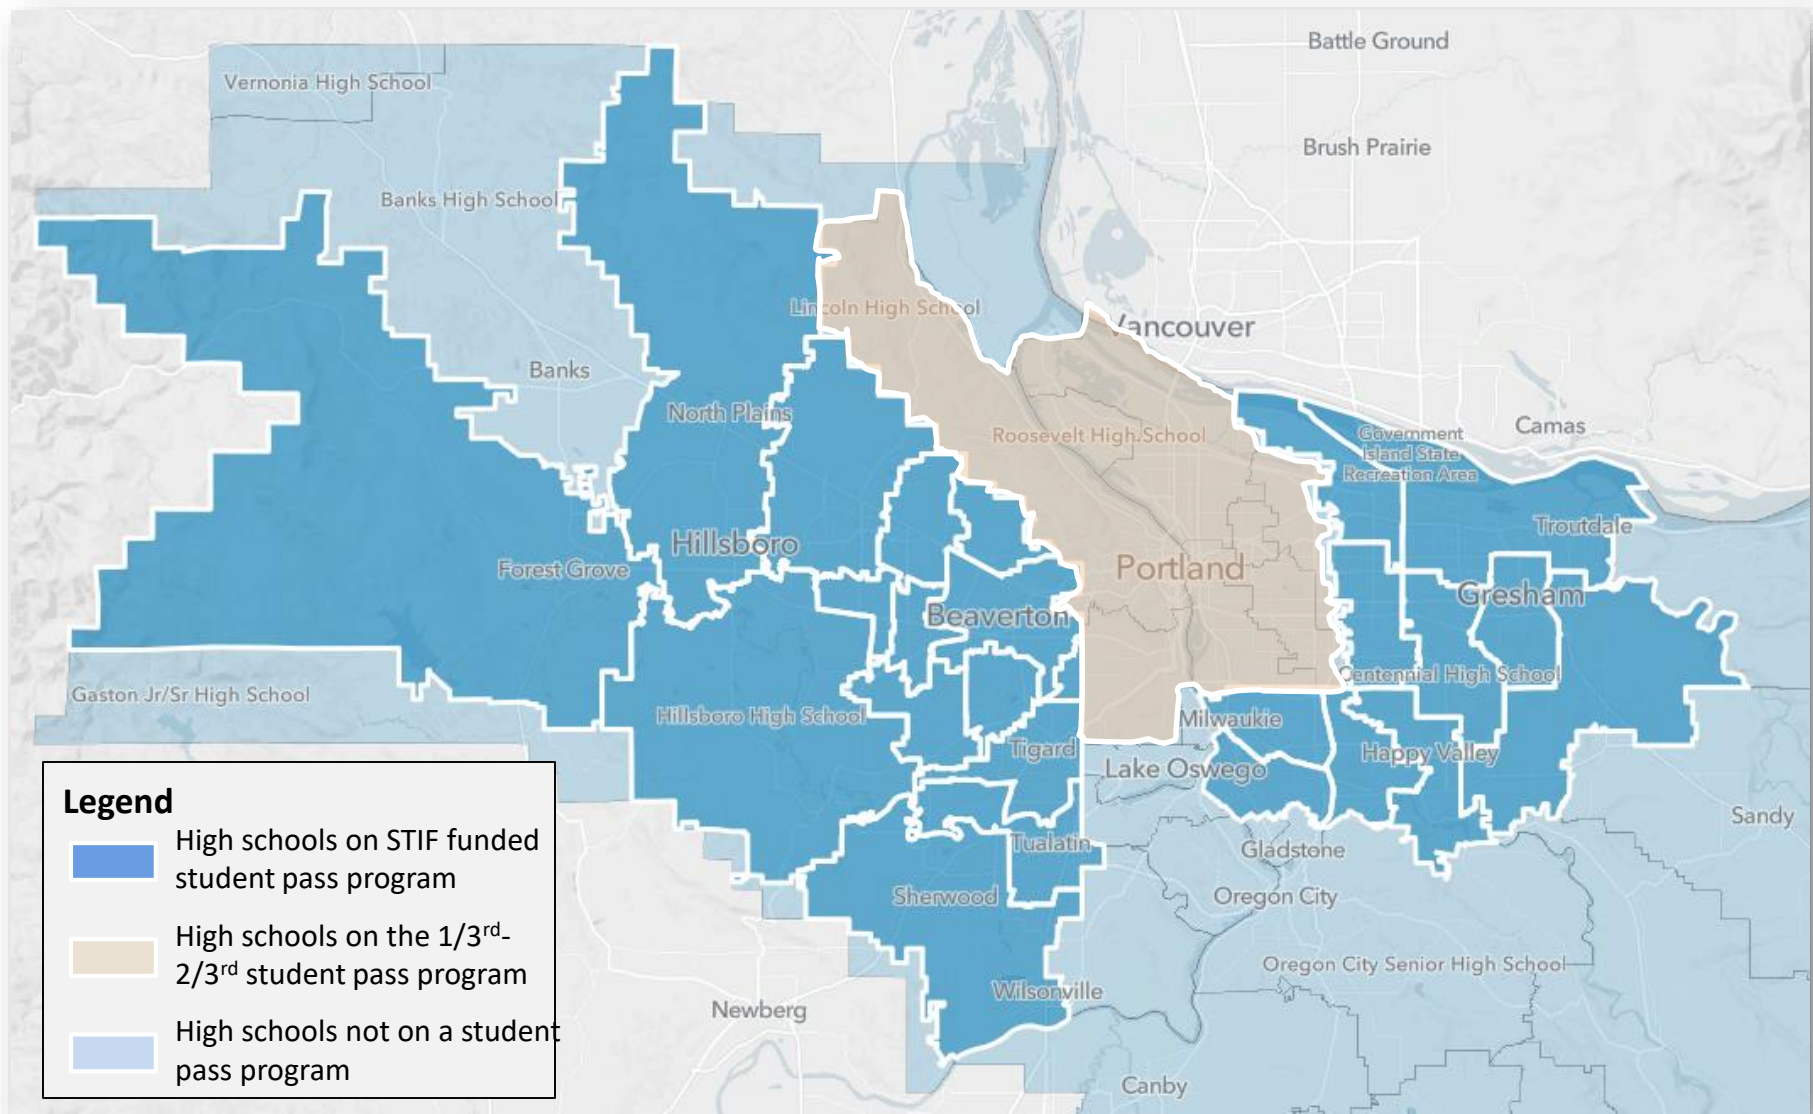 Battle Ground
Vernonia High School
Brush Prairie
Banks High School
Lincoln High School
Vancouver
Banks
North Plains
Camas
Roosevelt High School
Government
Island State
Recreation Area
Troutdale
Hillsboro
Forest Grove
Portland
Gresham
Beaverton
Centennial High School
Gaston Jr/Sr High School
Hillsboro High School
Milwaukie
Tigard
Happy Valley
Lake Oswego
Legend
High schools on STIF funded
student pass program
High schools on the 1/3rd-
2/3rd student pass program
High schools not on a student
pass program
Sandy
Tualatin
Gladstone
Sherwood
Oregon City
Oregon City Senior High School
Wilsonville
Newberg
Canby